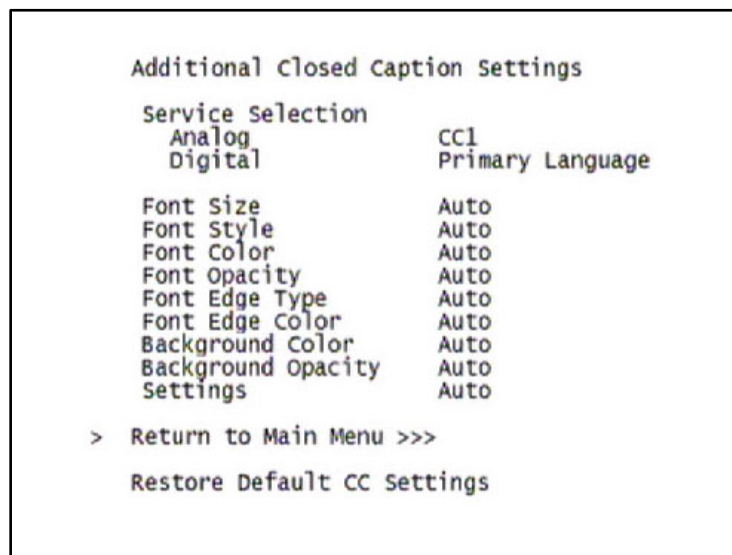 Additional Closed Caption Settings
Service Selection
Analog CC1
Digital Primary Language
Font Size Auto
Font Style Auto
Font Color Auto
Font Opacity Auto
Font Edge Type Auto
Font Edge Color Auto
Background Color Auto
Background Opacity Auto
Settings Auto
> Return to Main Menu >>>
Restore Default CC Settings